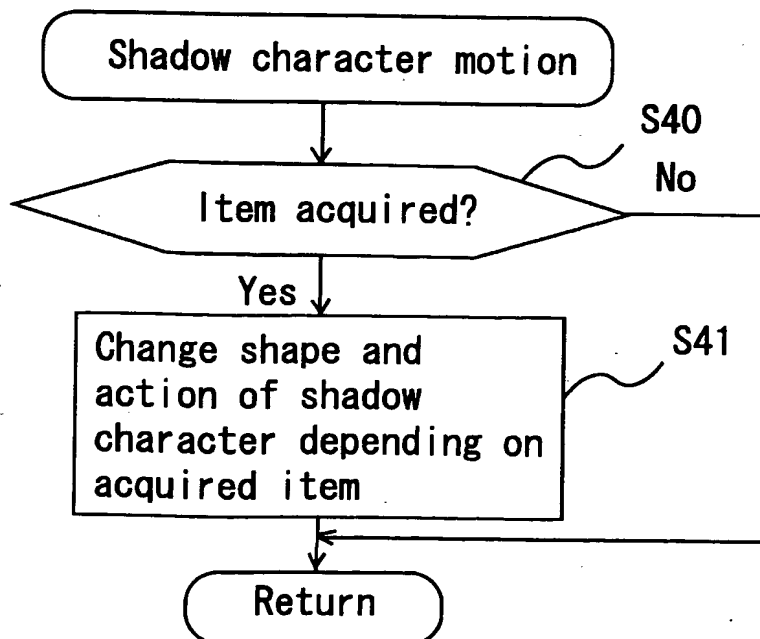 Shadow character motion
S40
No
Item acquired?
Yes
S41
Change shape and
action of shadow
character depending on
acquired item
Return